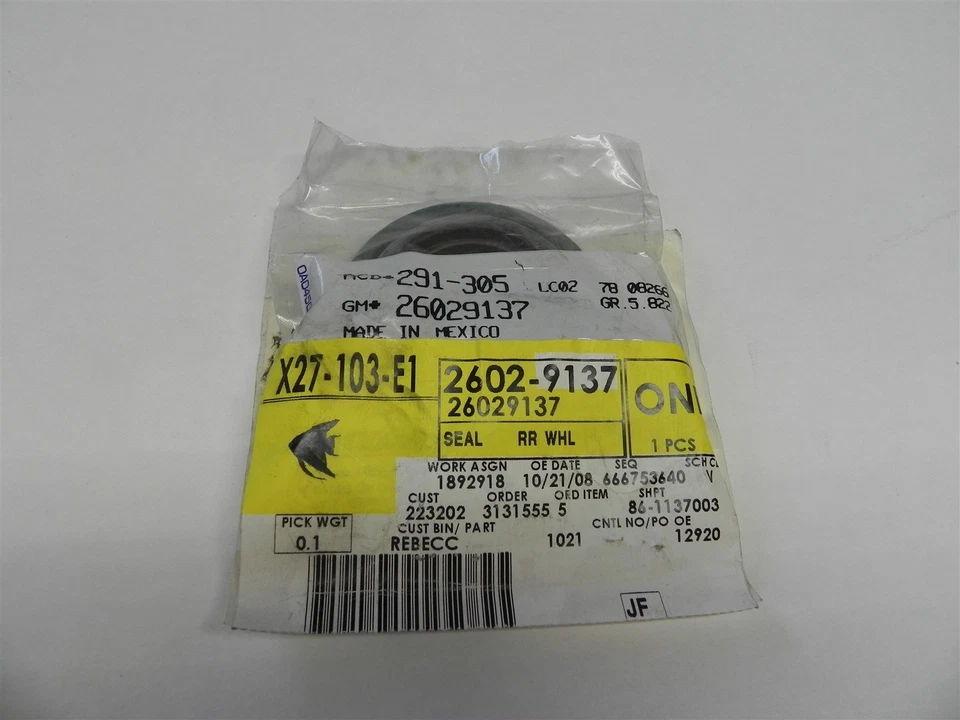 291-305 LC02 78 08266
GM# 26029137 GR.5.822
MADE IN MEXICO
X27-103-E1 2602-9137
26029137
SEAL RR WHL 1 PCS
WORK ASGN OE DATE SEQ
1892918 10/21/08 666753640 V
CUST ORDER ORD ITEM SHPT
223202 3131555 5 86-1137003
PICK WGT CUST BIN/ PART CNTL NO/PO OE
0.1 REBECC 1021 12920
JF